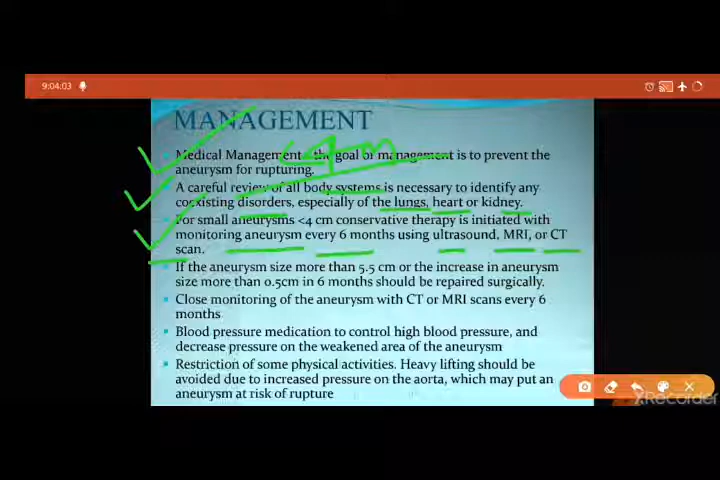 9:04:03
MANAGEMENT
Medical Management - the goal of management is to prevent the
aneurysm for rupturing.
A careful review of all body systems is necessary to identify any
coexisting disorders, especially of the lungs, heart or kidney.
For small aneurysms <4 cm conservative therapy is initiated with
monitoring aneurysm every 6 months using ultrasound, MRI, or CT
scan.
If the aneurysm size more than 5.5 cm or the increase in aneurysm
size more than 0.5cm in 6 months should be repaired surgically.
Close monitoring of the aneurysm with CT or MRI scans every 6
months
Blood pressure medication to control high blood pressure, and
decrease pressure on the weakened area of the aneurysm
Restriction of some physical activities. Heavy lifting should be
avoided due to increased pressure on the aorta, which may put an
aneurysm at risk of rupture
XRecorder